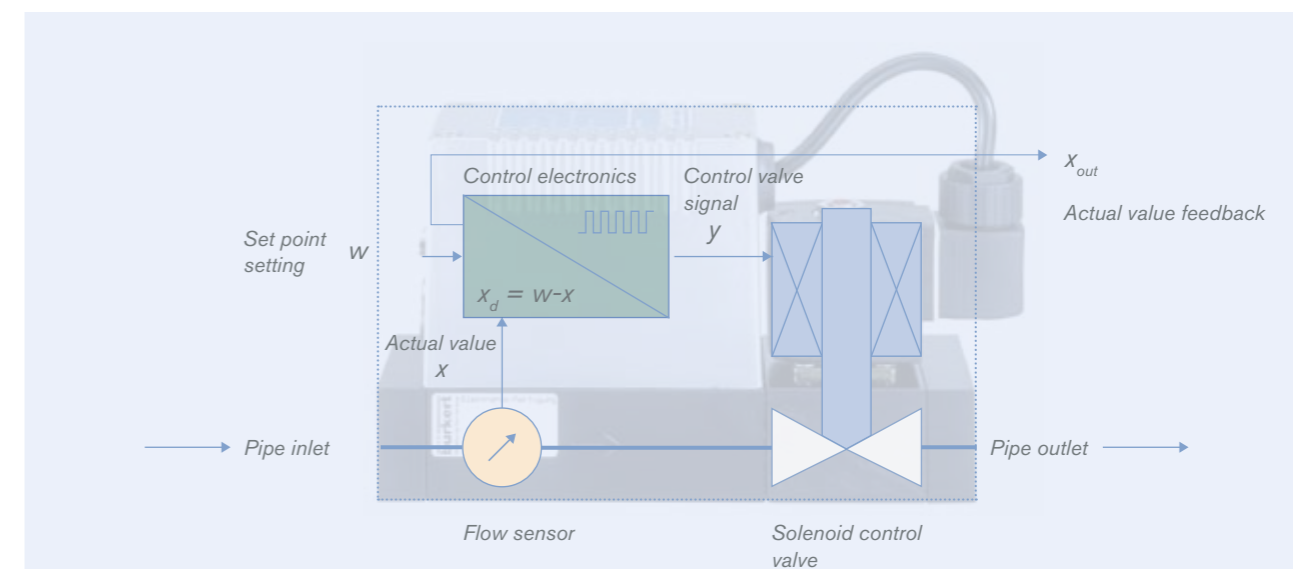 x_out
Control electronics
Control valve
signal
y
Actual value feedback
Set point
setting
w
x_d = w-x
Actual value
x
burkert
Pipe inlet
Pipe outlet
Flow sensor
Solenoid control
valve